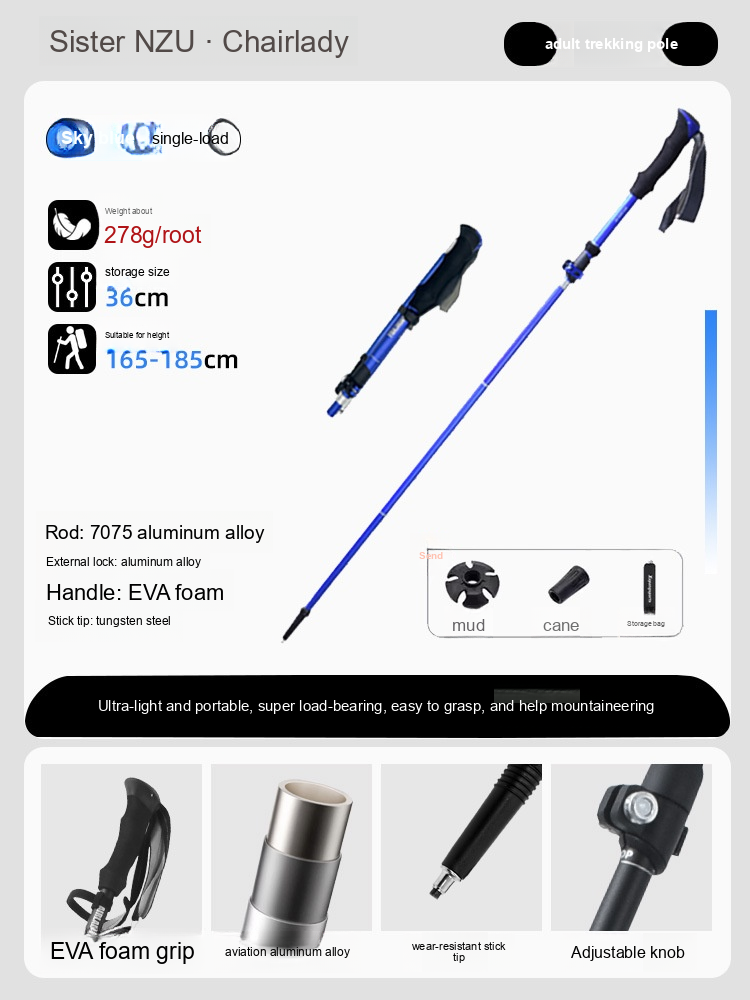 Sister NZU · Chairlady
adult trekking pole
Sky blue single-load
Weight about
278g/root
storage size
36cm
Suitable for height
165-185cm
Rod: 7075 aluminum alloy
External lock: aluminum alloy
Handle: EVA foam
Stick tip: tungsten steel
Send
mud
cane
Storage bag
Ultra-light and portable, super load-bearing, easy to grasp, and help mountaineering
EVA foam grip
aviation aluminum alloy
wear-resistant stick
tip
Adjustable knob